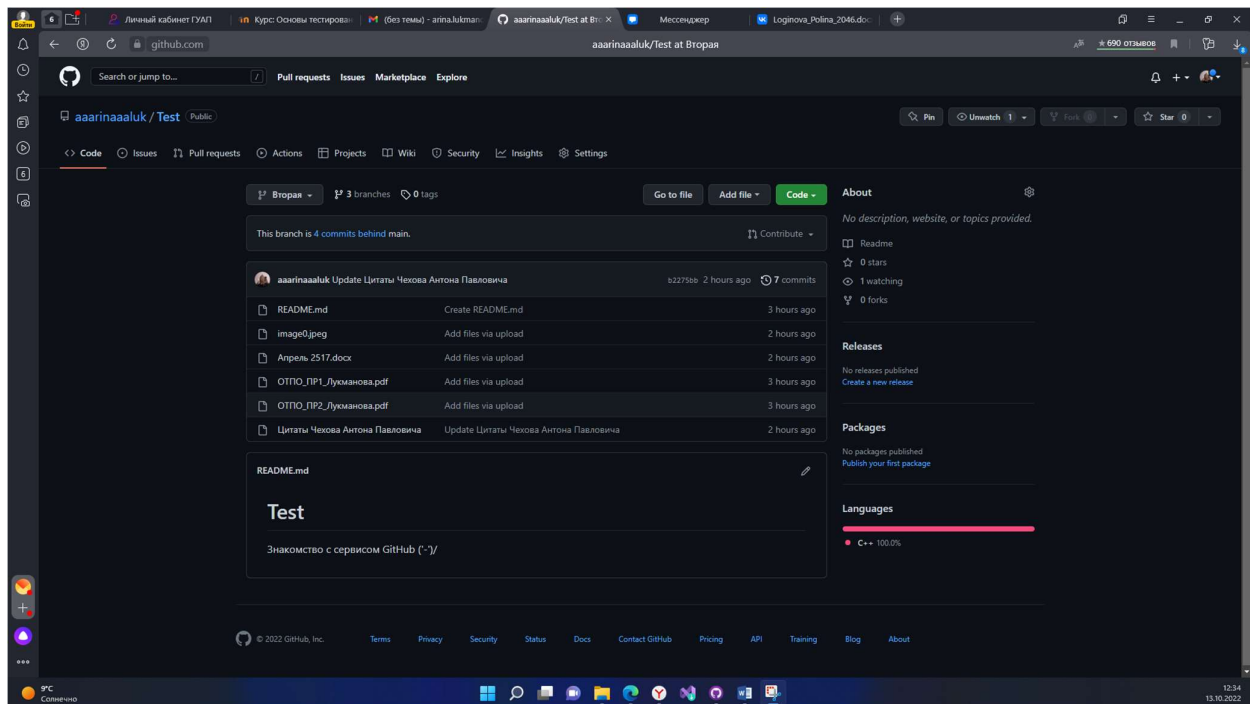 Войти
6
Личный кабинет ГУАП
Курс: Основы тестирован
(без темы) - arina.lukman
aaarinaaaluk/Test at Вто
Мессенджер
Loginova_Polina_2046.doc
github.com
aaarinaaaluk/Test at Вторая
690 отзывов
Search or jump to...
/
Pull requests Issues Marketplace Explore
aaarinaaaluk / Test Public
Pin
Unwatch 1
Fork 0
Star 0
Code Issues Pull requests Actions Projects Wiki Security Insights Settings
6
Вторая 3 branches 0 tags
Go to file Add file Code
This branch is 4 commits behind main.
Contribute
aaarinaaaluk Update Цитаты Чехова Антона Павловича b2275bb 2 hours ago 7 commits
README.md Create README.md 3 hours ago
image0.jpeg Add files via upload 2 hours ago
Апрель 2517.docx Add files via upload 2 hours ago
ОТПО_ПР1_Лукманова.pdf Add files via upload 3 hours ago
ОТПО_ПР2_Лукманова.pdf Add files via upload 3 hours ago
Цитаты Чехова Антона Павловича Update Цитаты Чехова Антона Павловича 2 hours ago
README.md
Test
Знакомство с сервисом GitHub ('-')/
About
No description, website, or topics provided.
Readme
0 stars
1 watching
0 forks
Releases
No releases published
Create a new release
Packages
No packages published
Publish your first package
Languages
C++ 100.0%
© 2022 GitHub, Inc. Terms Privacy Security Status Docs Contact GitHub Pricing API Training Blog About
9°C
Солнечно
12:34
13.10.2022